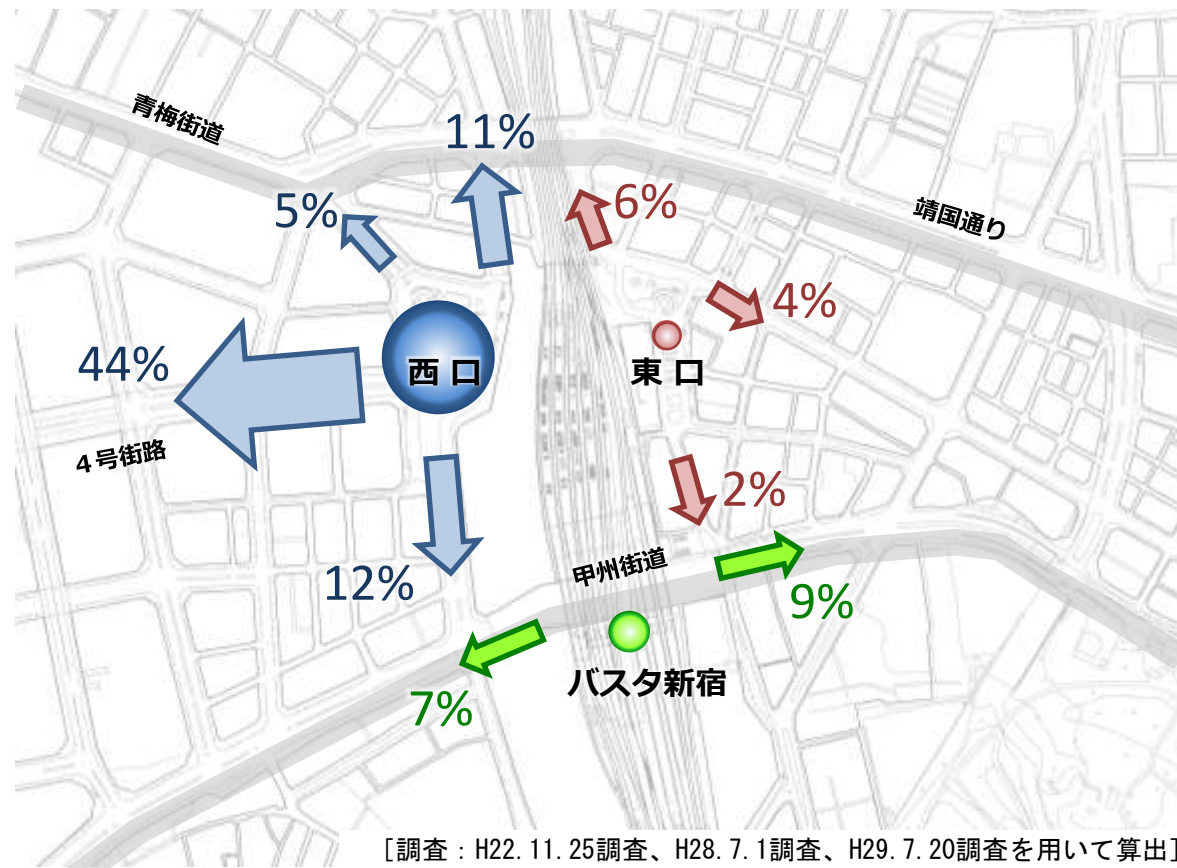 青梅街道
11%
5%
6%
靖国通り
4%
44%
西口
東口
4号街路
2%
12%
甲州街道
9%
バスタ新宿
7%
[調査：H22.11.25調査、H28.7.1調査、H29.7.20調査を用いて算出]